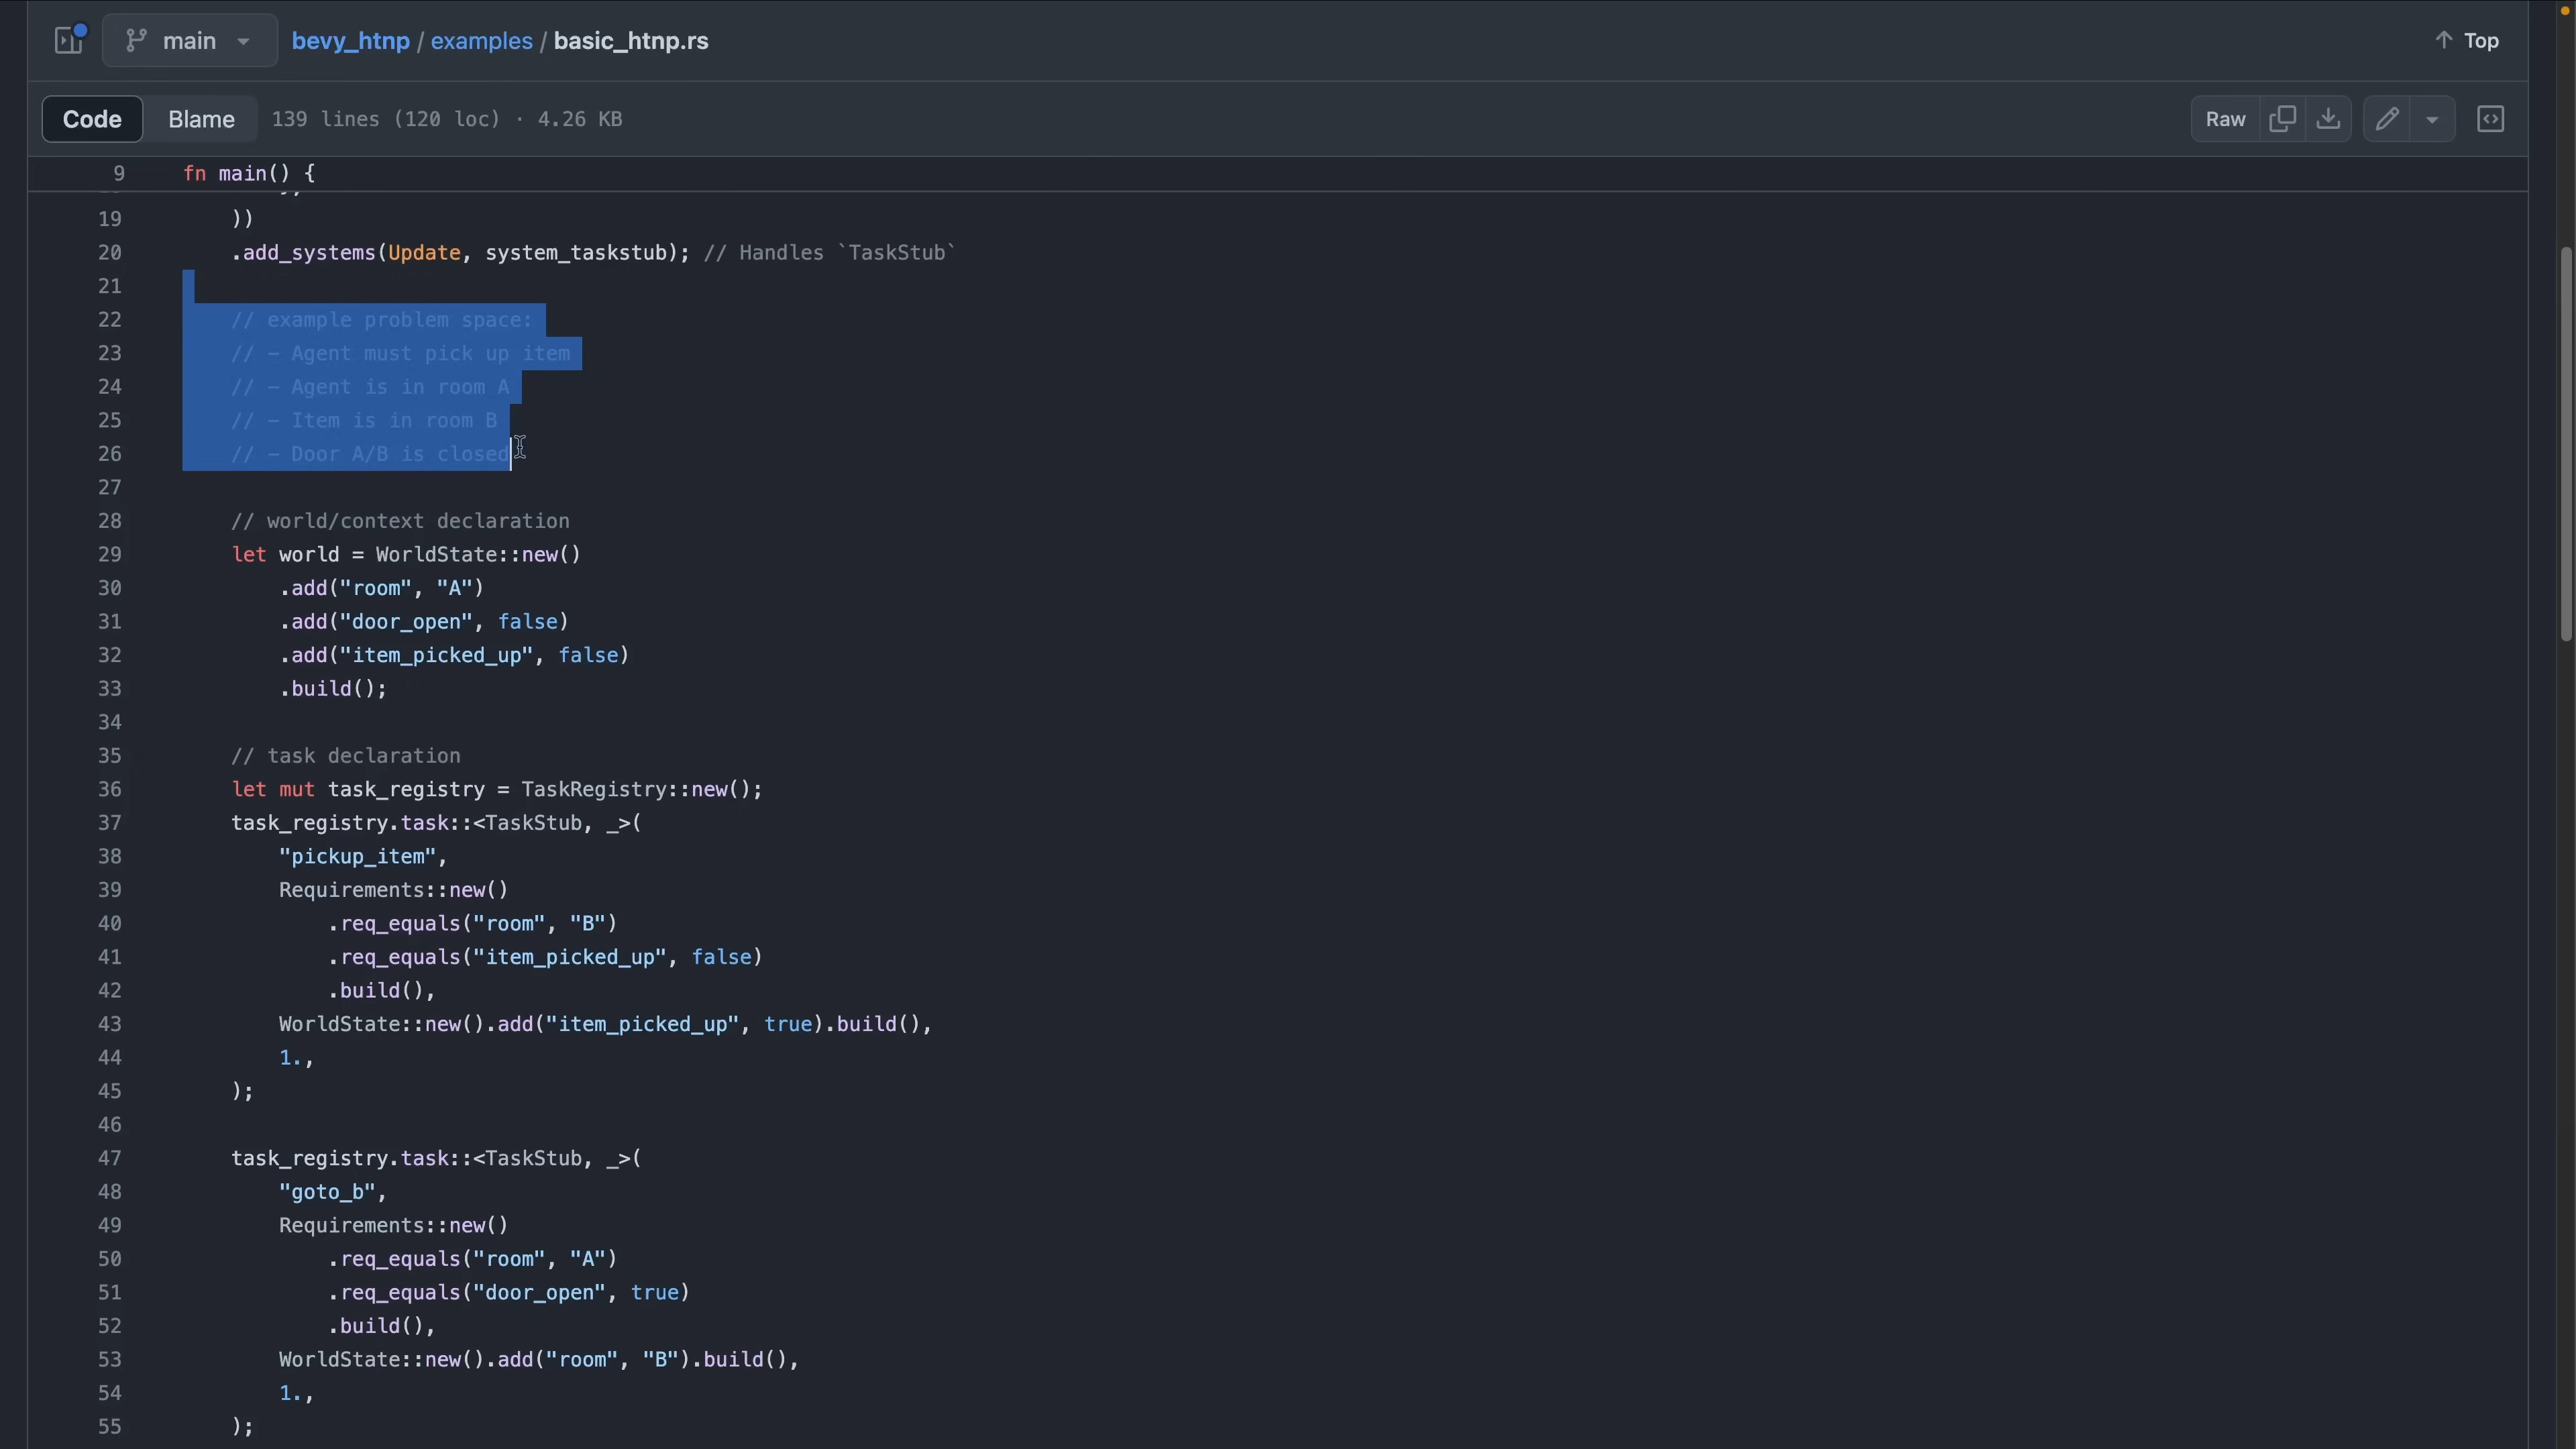 main
bevy_htnp / examples / basic_htnp.rs
Top
Code Blame 139 lines (120 loc) · 4.26 KB
Raw
9 fn main() {
19 ))
20 .add_systems(Update, system_taskstub); // Handles `TaskStub`
21
22 // example problem space:
23 // - Agent must pick up item
24 // - Agent is in room A
25 // - Item is in room B
26 // - Door A/B is closed
27
28 // world/context declaration
29 let world = WorldState::new()
30 .add("room", "A")
31 .add("door_open", false)
32 .add("item_picked_up", false)
33 .build();
34
35 // task declaration
36 let mut task_registry = TaskRegistry::new();
37 task_registry.task::<TaskStub, _>(
38 "pickup_item",
39 Requirements::new()
40 .req_equals("room", "B")
41 .req_equals("item_picked_up", false)
42 .build(),
43 WorldState::new().add("item_picked_up", true).build(),
44 1.,
45 );
46
47 task_registry.task::<TaskStub, _>(
48 "goto_b",
49 Requirements::new()
50 .req_equals("room", "A")
51 .req_equals("door_open", true)
52 .build(),
53 WorldState::new().add("room", "B").build(),
54 1.,
55 );